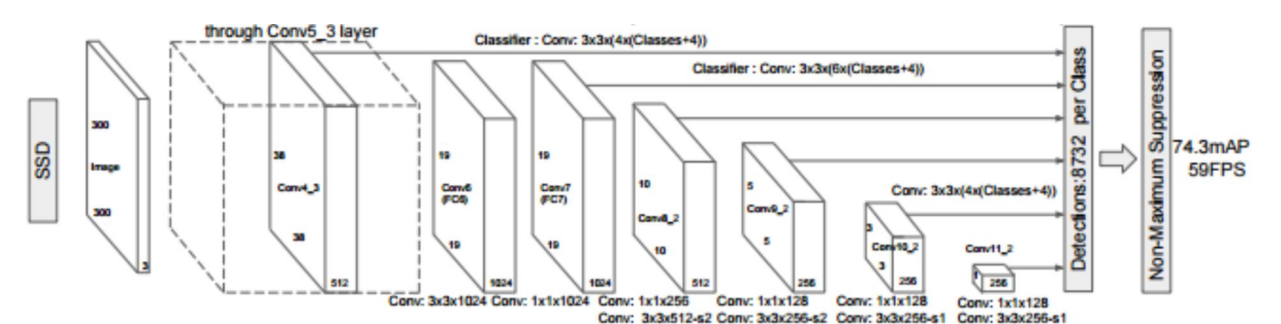 through Conv5_3 layer
Classifier : Conv: 3x3x(4x(Classes+4))
Classifier : Conv: 3x3x(6x(Classes+4))
SSD
300
Image
300
3
38
Conv4_3
38
512
19
Conv6
(FC6)
19
1024
19
Conv7
(FC7)
19
1024
10
Conv8_2
10
512
5
Conv9_2
5
256
Conv: 3x3x(4x(Classes+4))
3
Conv10_2
3
256
Conv11_2
1
256
Detections:8732 per Class
Non-Maximum Suppression
74.3mAP
59FPS
Conv: 3x3x1024
Conv: 1x1x1024
Conv: 1x1x256
Conv: 3x3x512-s2
Conv: 1x1x128
Conv: 3x3x256-s2
Conv: 1x1x128
Conv: 3x3x256-s1
Conv: 1x1x128
Conv: 3x3x256-s1